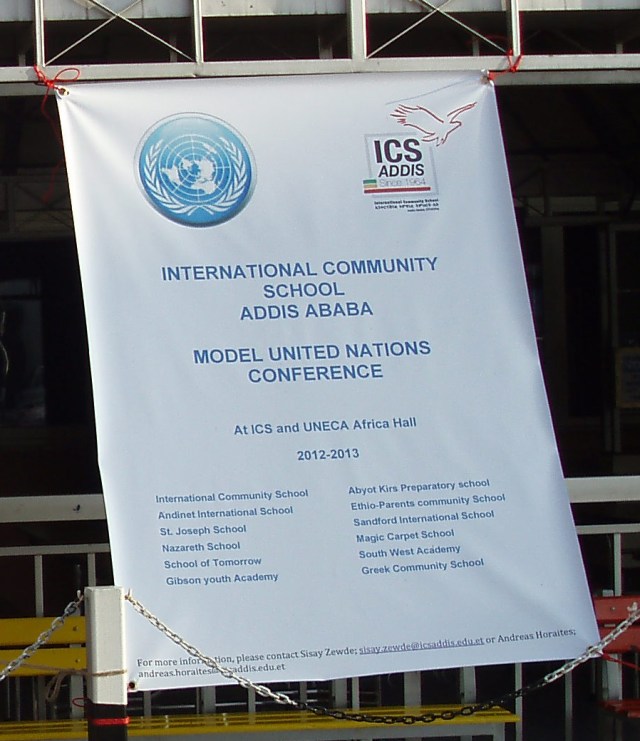 ICS
ADDIS
Since 1964
International Community School
INTERNATIONAL COMMUNITY
SCHOOL
ADDIS ABABA
MODEL UNITED NATIONS
CONFERENCE
At ICS and UNECA Africa Hall
2012-2013
International Community School
Andinet International School
St. Joseph School
Nazareth School
School of Tomorrow
Gibson youth Academy
Abyot Kirs Preparatory school
Ethio-Parents community School
Sandford International School
Magic Carpet School
South West Academy
Greek Community School
For more information, please contact Sisay Zewde; sisay.zewde@icsaddis.edu.et or Andreas Horaites;
andreas.horaites@icsaddis.edu.et